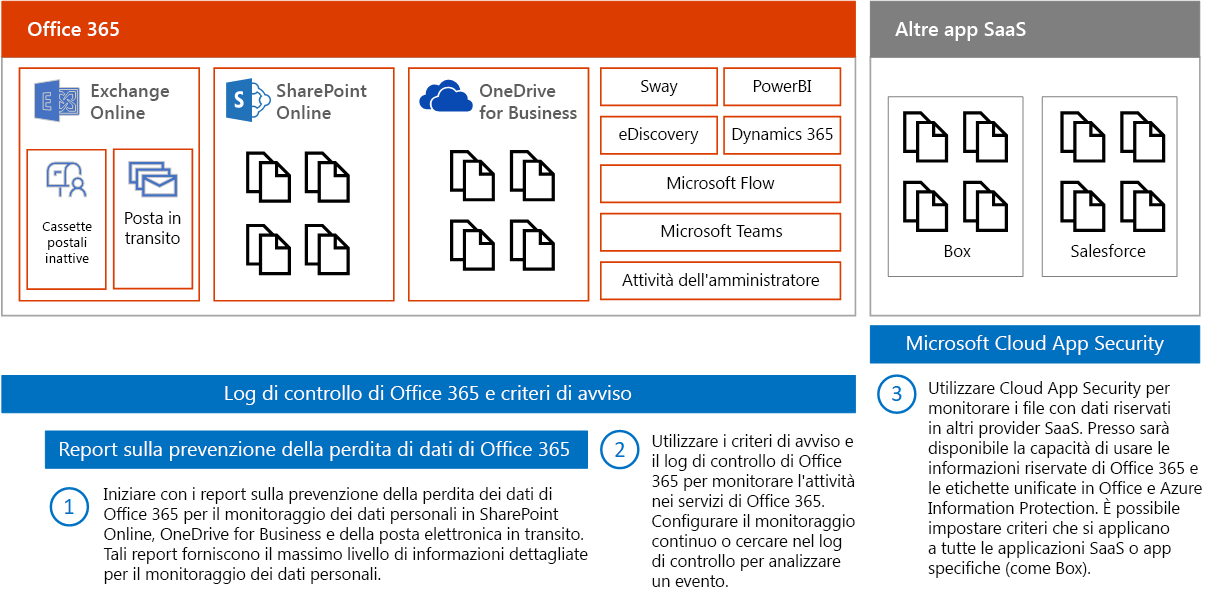 Office 365
Exchange
Online
Cassette
postali
inattive
Posta in
transito
S
SharePoint
Online
OneDrive
for Business
Sway
PowerBI
eDiscovery
Dynamics 365
Microsoft Flow
Microsoft Teams
Attività dell'amministratore
Altre app SaaS
Box
Salesforce
Log di controllo di Office 365 e criteri di avviso
Report sulla prevenzione della perdita di dati di Office 365
1
Iniziare con i report sulla prevenzione della perdita dei dati di
Office 365 per il monitoraggio dei dati personali in SharePoint
Online, OneDrive for Business e della posta elettronica in transito.
Tali report forniscono il massimo livello di informazioni dettagliate
per il monitoraggio dei dati personali.
2
Utilizzare i criteri di avviso e
il log di controllo di Office
365 per monitorare l'attività
nei servizi di Office 365.
Configurare il monitoraggio
continuo o cercare nel log
di controllo per analizzare
un evento.
Microsoft Cloud App Security
3
Utilizzare Cloud App Security per
monitorare i file con dati riservati
in altri provider SaaS. Presso sarà
disponibile la capacità di usare le
informazioni riservate di Office 365 e
le etichette unificate in Office e Azure
Information Protection. È possibile
impostare criteri che si applicano
a tutte le applicazioni SaaS o app
specifiche (come Box).